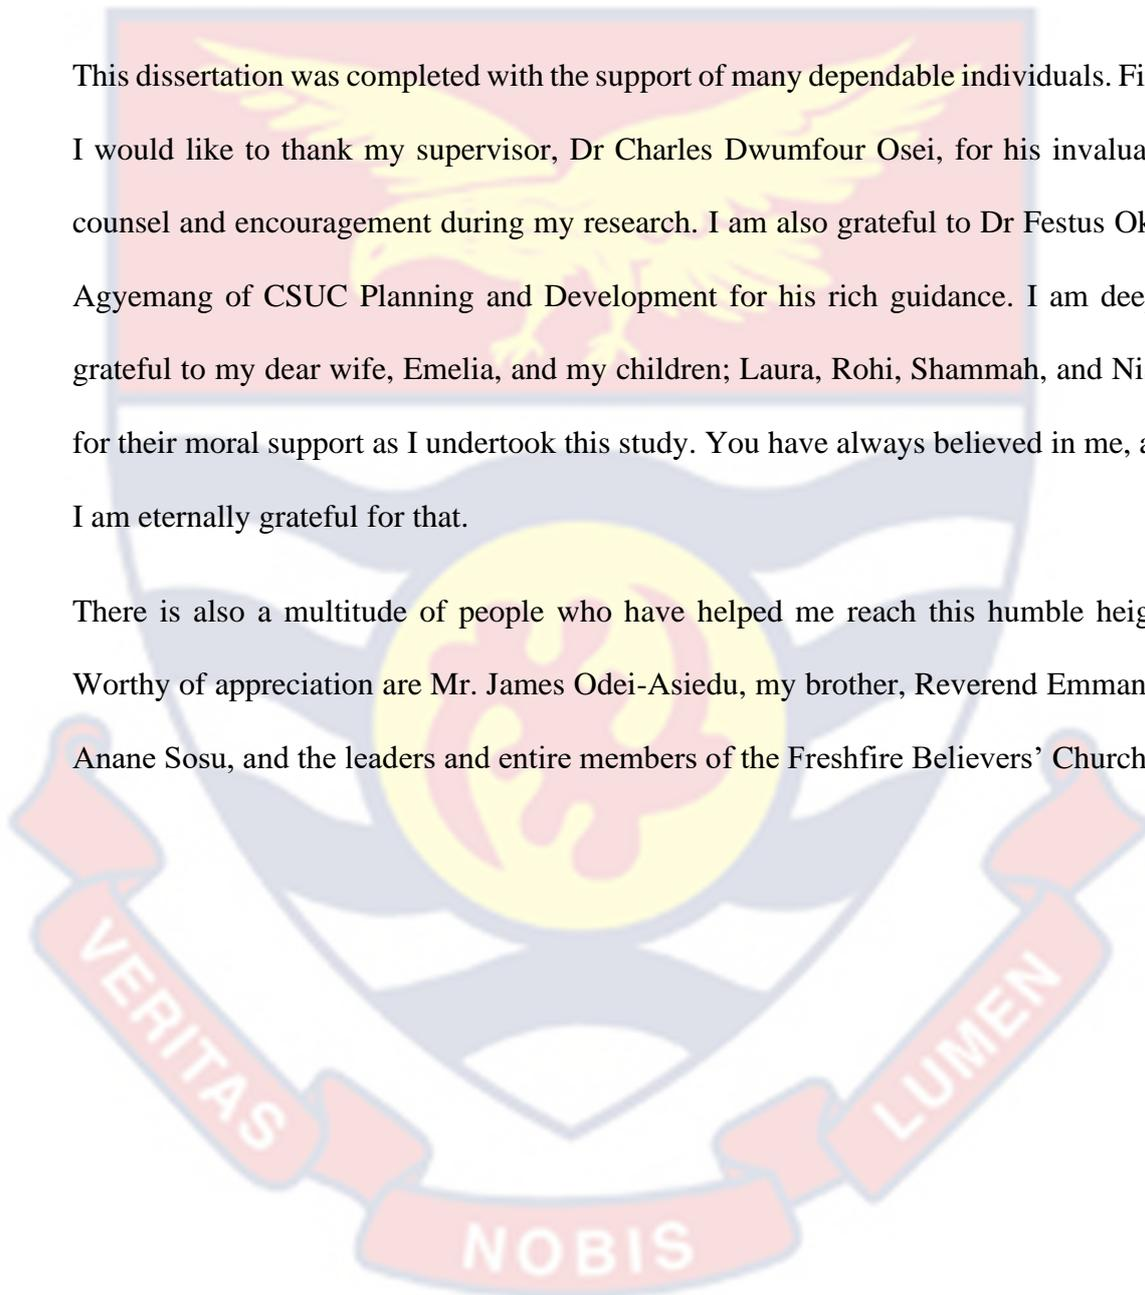 This dissertation was completed with the support of many dependable individuals. Fi
I would like to thank my supervisor, Dr Charles Dwumfour Osei, for his invalua
counsel and encouragement during my research. I am also grateful to Dr Festus Ok
Agyemang of CSUC Planning and Development for his rich guidance. I am dee
grateful to my dear wife, Emelia, and my children; Laura, Rohi, Shammah, and Ni
for their moral support as I undertook this study. You have always believed in me, a
I am eternally grateful for that.
There is also a multitude of people who have helped me reach this humble heig
Worthy of appreciation are Mr. James Odei-Asiedu, my brother, Reverend Emman
Anane Sosu, and the leaders and entire members of the Freshfire Believers’ Church
VERITAS
NOBIS
LUMEN